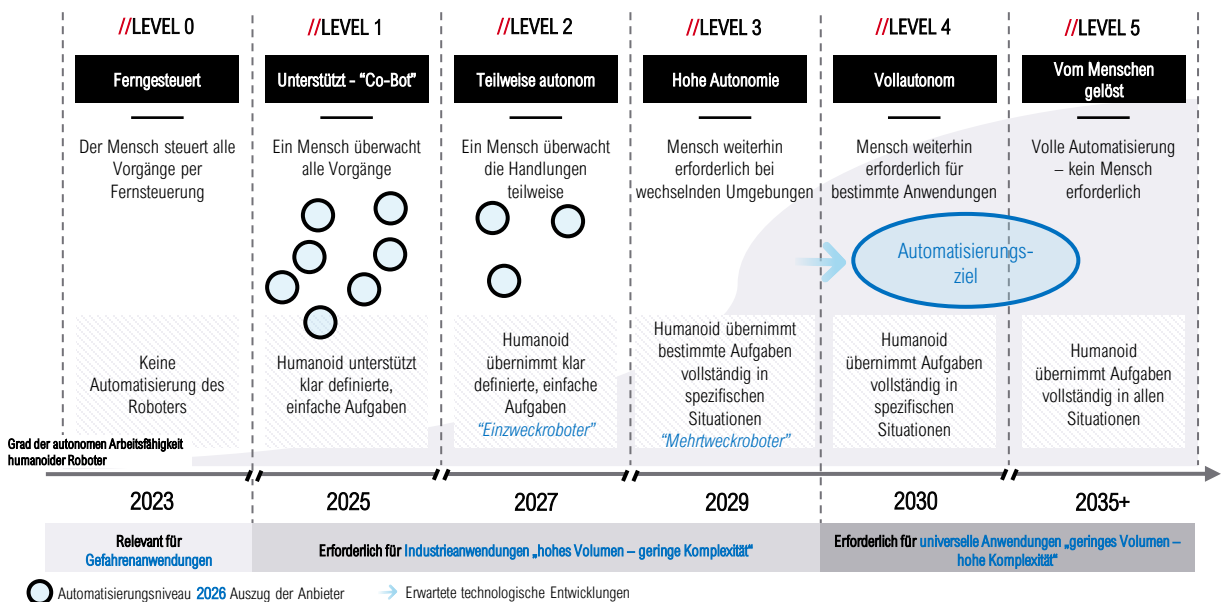 //LEVEL 0
//LEVEL 1
//LEVEL 2
//LEVEL 3
//LEVEL 4
//LEVEL 5
Ferngesteuert
Unterstützt - “Co-Bot”
Teilweise autonom
Hohe Autonomie
Vollautonom
Vom Menschen
gelöst
Der Mensch steuert alle
Vorgänge per
Fernsteuerung
Ein Mensch überwacht
alle Vorgänge
Ein Mensch überwacht
die Handlungen
teilweise
Mensch weiterhin
erforderlich bei
wechselnden Umgebungen
Mensch weiterhin
erforderlich für
bestimmte Anwendungen
Volle Automatisierung
– kein Mensch
erforderlich
Automatisierungs-
ziel
Keine
Automatisierung des
Roboters
Humanoid unterstützt
klar definierte,
einfache Aufgaben
Humanoid
übernimmt klar
definierte, einfache
Aufgaben
“Einzweckroboter”
Humanoid übernimmt
bestimmte Aufgaben
vollständig in
spezifischen
Situationen
“Mehrtweckroboter”
Humanoid
übernimmt Aufgaben
vollständig in
spezifischen
Situationen
Humanoid
übernimmt Aufgaben
vollständig in allen
Situationen
Grad der autonomen Arbeitsfähigkeit
humanoider Roboter
2023
2025
2027
2029
2030
2035+
Relevant für
Gefahrenanwendungen
Erforderlich für Industrieanwendungen „hohes Volumen – geringe Komplexität“
Erforderlich für universelle Anwendungen „geringes Volumen –
hohe Komplexität“
Automatisierungsniveau 2026 Auszug der Anbieter
Erwartete technologische Entwicklungen